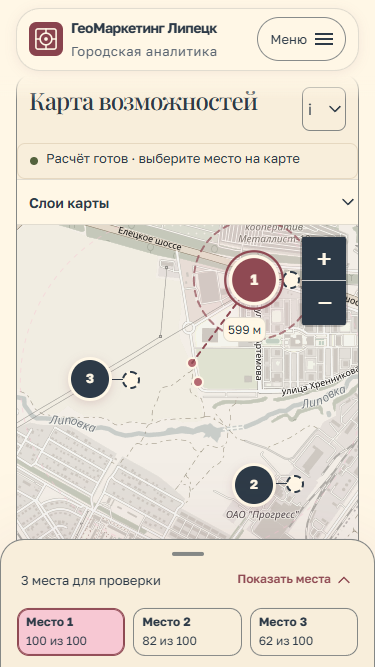 ГеоМаркетинг Липецк
Городская аналитика
Меню
Карта возможностей
i
Расчёт готов · выберите место на карте
Слои карты
кооператив
Елецкое шоссе
1
+
−
599 м
3
улица Хренникова
Липовка
Липовка
2
ОАО "Прогресс"
3 места для проверки
Показать места
Место 1
100 из 100
Место 2
82 из 100
Место 3
62 из 100